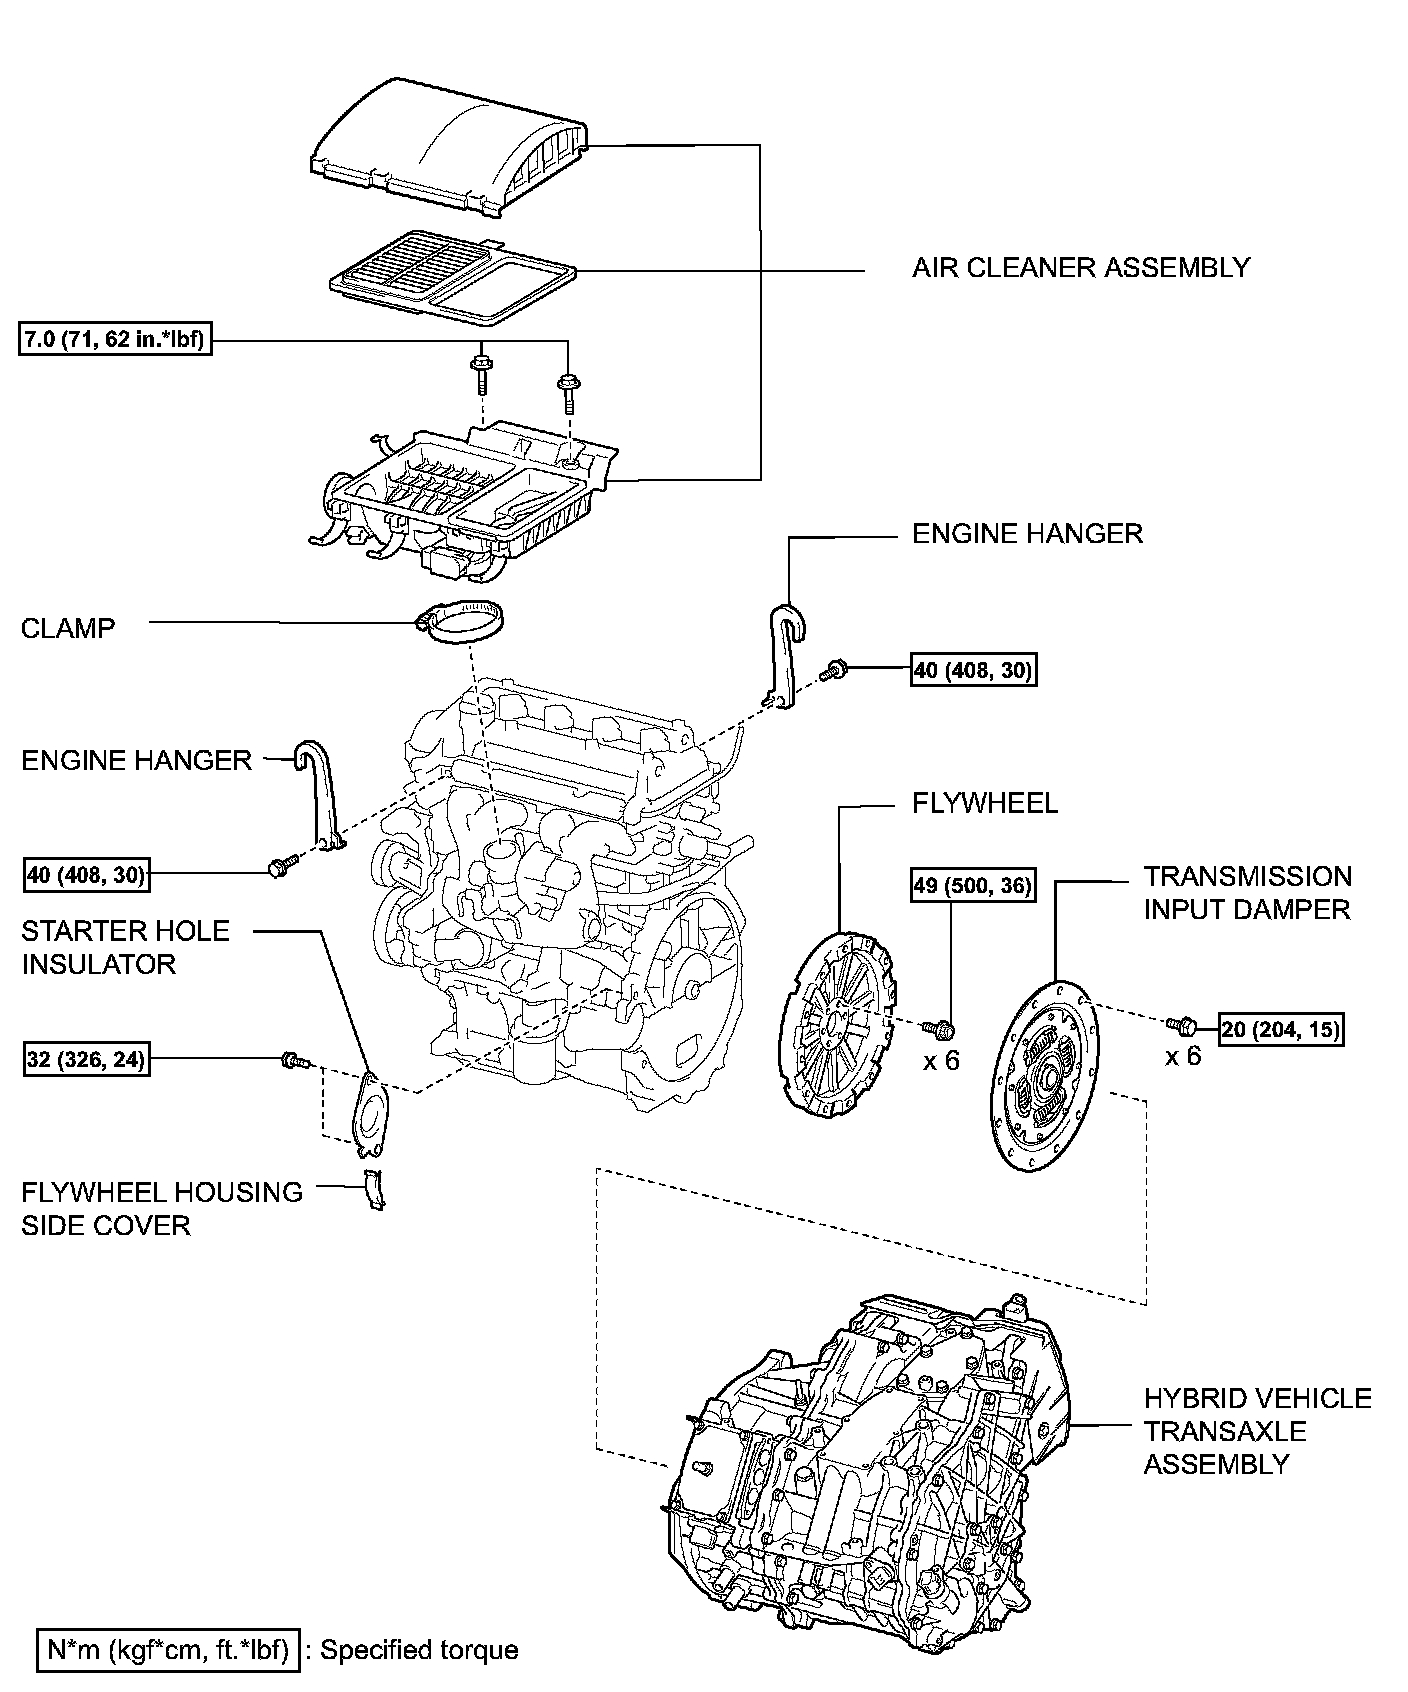 AIR CLEANER ASSEMBLY
7.0 (71, 62 in.*lbf)
ENGINE HANGER
CLAMP
40 (408, 30)
ENGINE HANGER
FLYWHEEL
40 (408, 30)
49 (500, 36)
TRANSMISSION
INPUT DAMPER
STARTER HOLE
INSULATOR
20 (204, 15)
x 6
x 6
32 (326, 24)
FLYWHEEL HOUSING
SIDE COVER
HYBRID VEHICLE
TRANSAXLE
ASSEMBLY
N*m (kgf*cm, ft.*lbf) : Specified torque